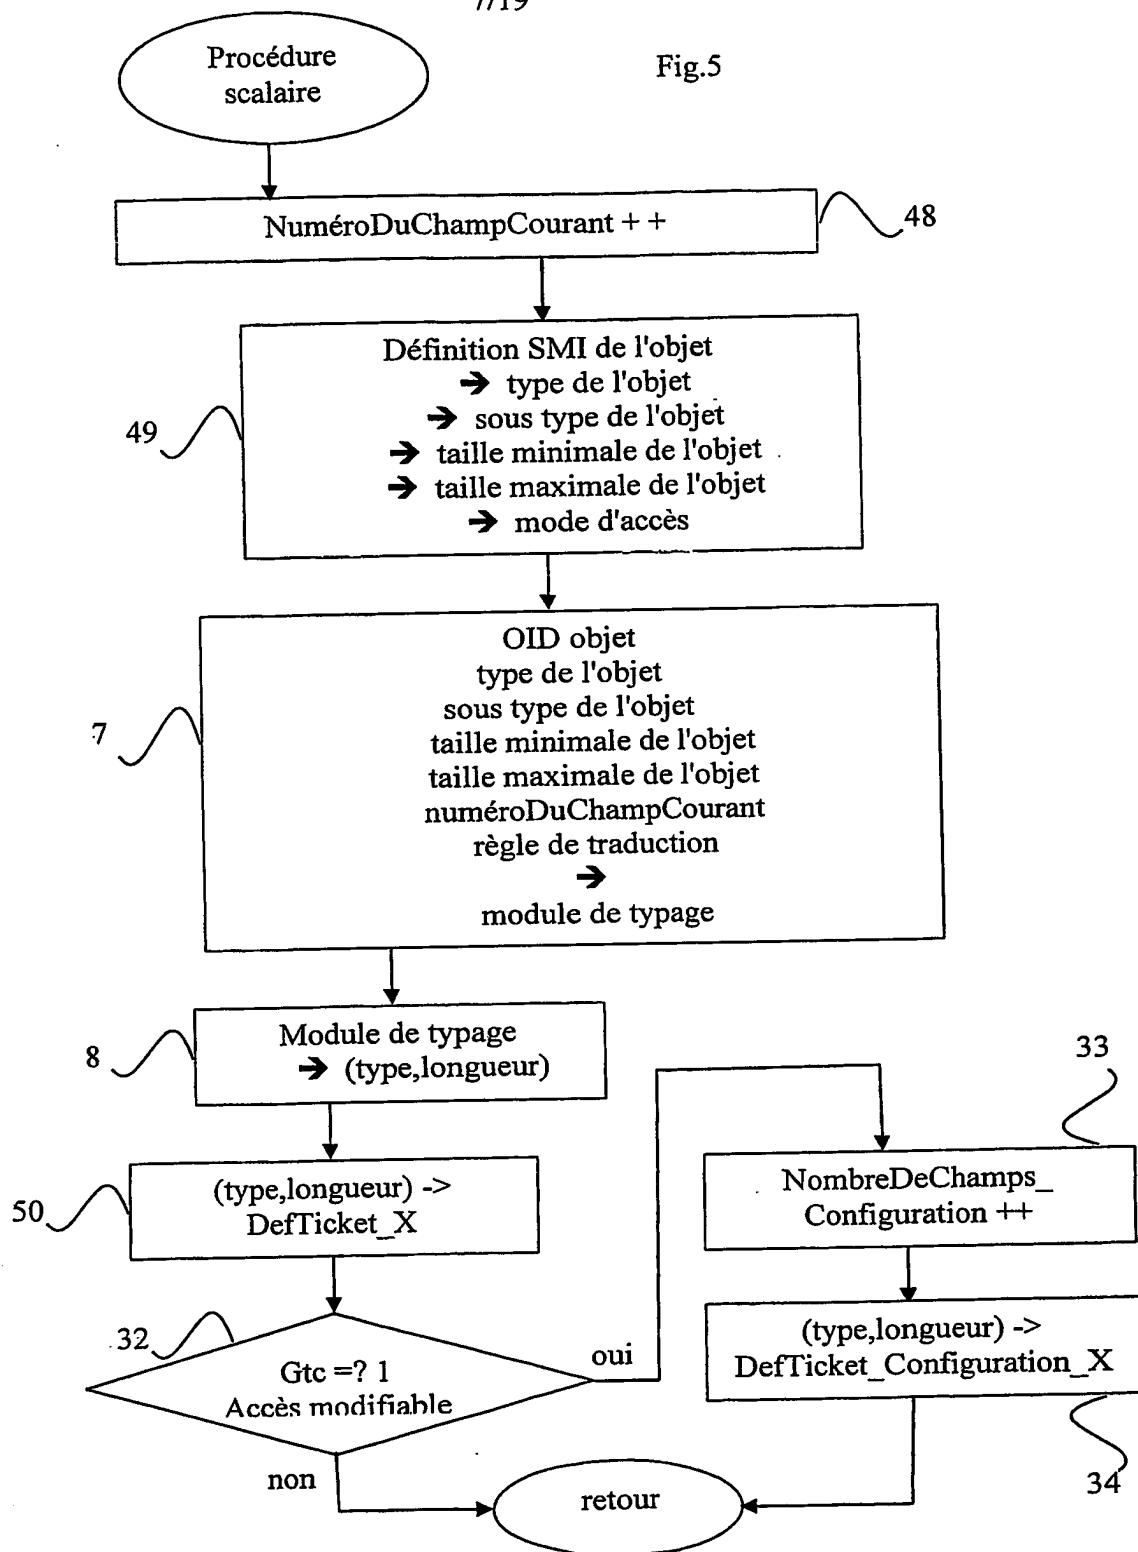 7/19
Procédure
scalaire
Fig.5
NuméroDuChampCourant + +
48
Définition SMI de l'objet
➔ type de l'objet
➔ sous type de l'objet
➔ taille minimale de l'objet
➔ taille maximale de l'objet
➔ mode d'accès
49
OID objet
type de l'objet
sous type de l'objet
taille minimale de l'objet
taille maximale de l'objet
numéroDuChampCourant
règle de traduction
➔
module de typage
7
Module de typage
➔ (type,longueur)
8
33
(type,longueur) ->
DefTicket_X
50
NombreDeChamps_
Configuration ++
32
Gtc =? 1
Accès modifiable
oui
(type,longueur) ->
DefTicket_Configuration_X
non
retour
34